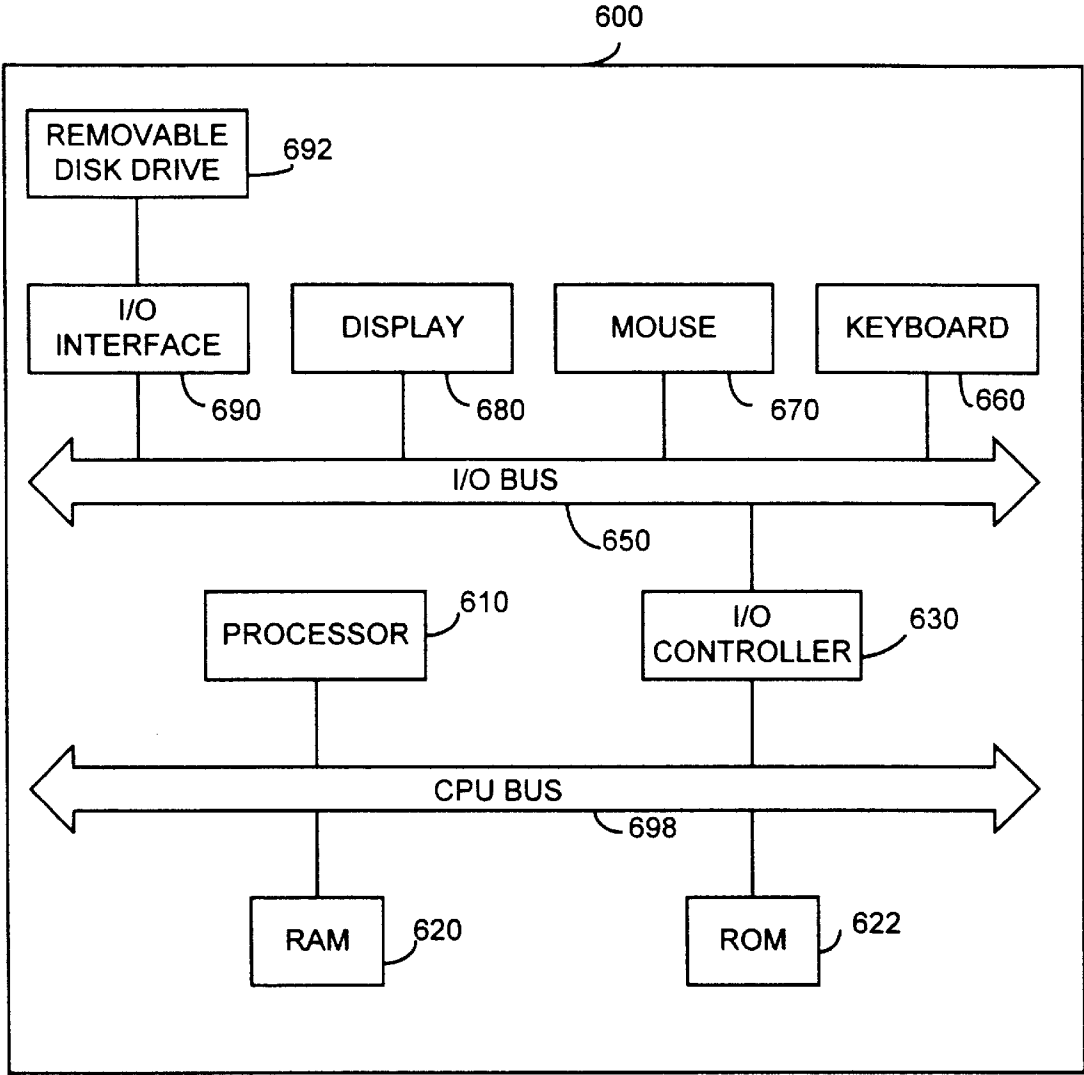 600
REMOVABLE
DISK DRIVE
692
I/O
INTERFACE
690
DISPLAY
680
MOUSE
670
KEYBOARD
660
I/O BUS
650
PROCESSOR
610
I/O
CONTROLLER
630
CPU BUS
698
RAM
620
ROM
622